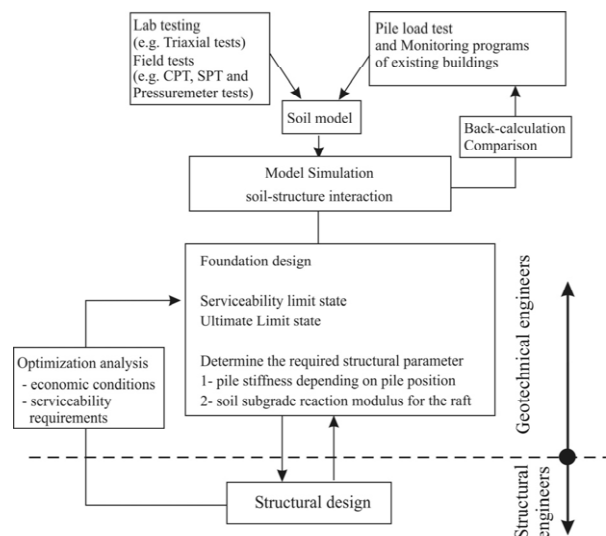 Lab testing
(e.g. Triaxial tests)
Field tests
(e.g. CPT, SPT and
Pressuremeter tests)
Pile load test
and Monitoring programs
of existing buildings
Soil model
Back-calculation
Comparison
Model Simulation
soil-structure interaction
Foundation design
Serviceability limit state
Ultimate Limit state
Determine the required structural parameter
1- pile stiffness depending on pile position
2- soil subgrade reaction modulus for the raft
Optimization analysis
- economic conditions
- serviceability
requirements
Structural design
Geotechnical engineers
Structural
engineers